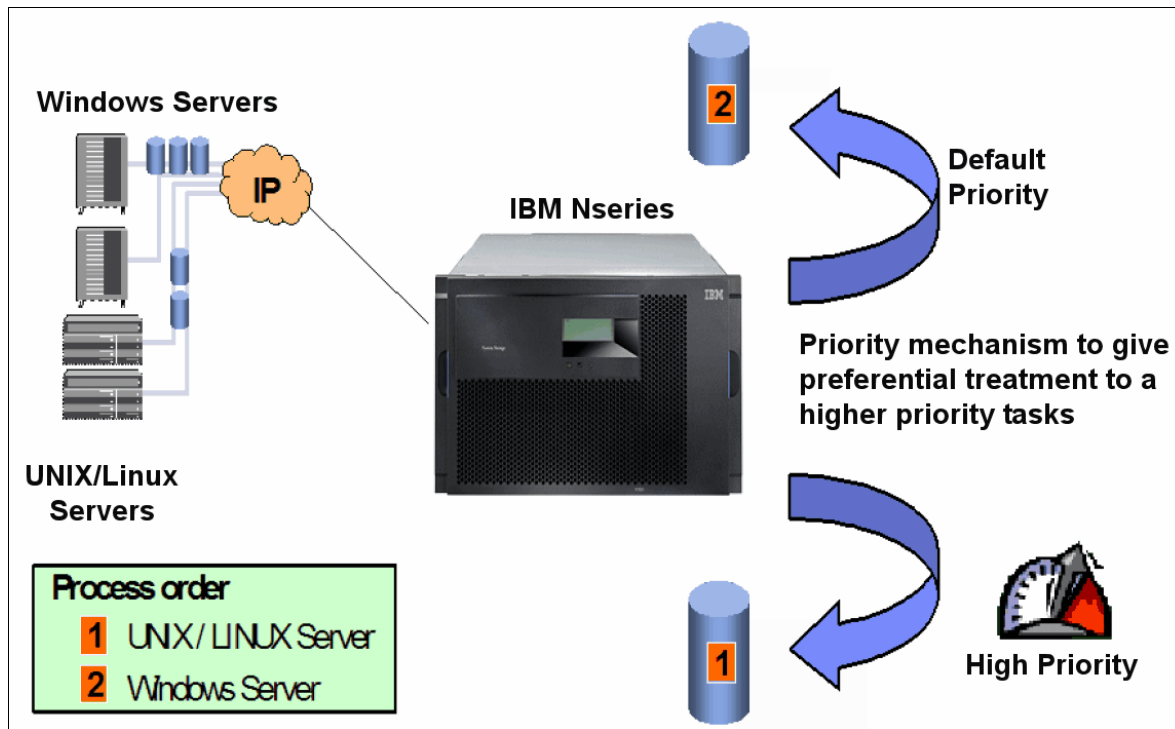 Windows Servers
IP
UNIX/Linux
Servers
IBM Nseries
IBM
2
Default
Priority
Priority mechanism to give
preferential treatment to a
higher priority tasks
1
High Priority
Process order
1 UNIX / LINUX Server
2 Windows Server